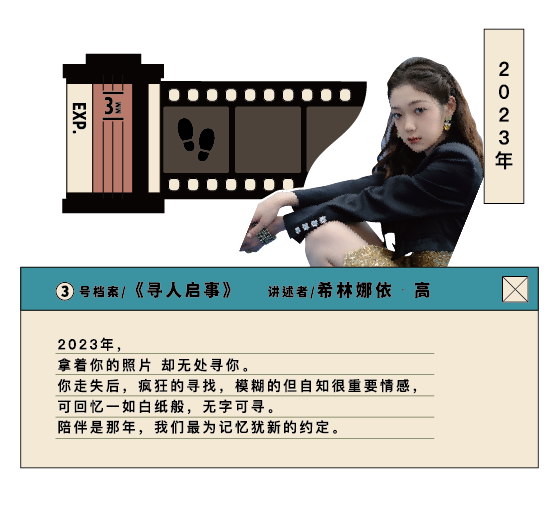 EXP.
3
2023年
3号档案/《寻人启事》 讲述者/希林娜依·高
2023年，
拿着你的照片 却无处寻你。
你走失后，疯狂的寻找，模糊的但自知很重要情感，
可回忆一如白纸般，无字可寻。
陪伴是那年，我们最为记忆犹新的约定。